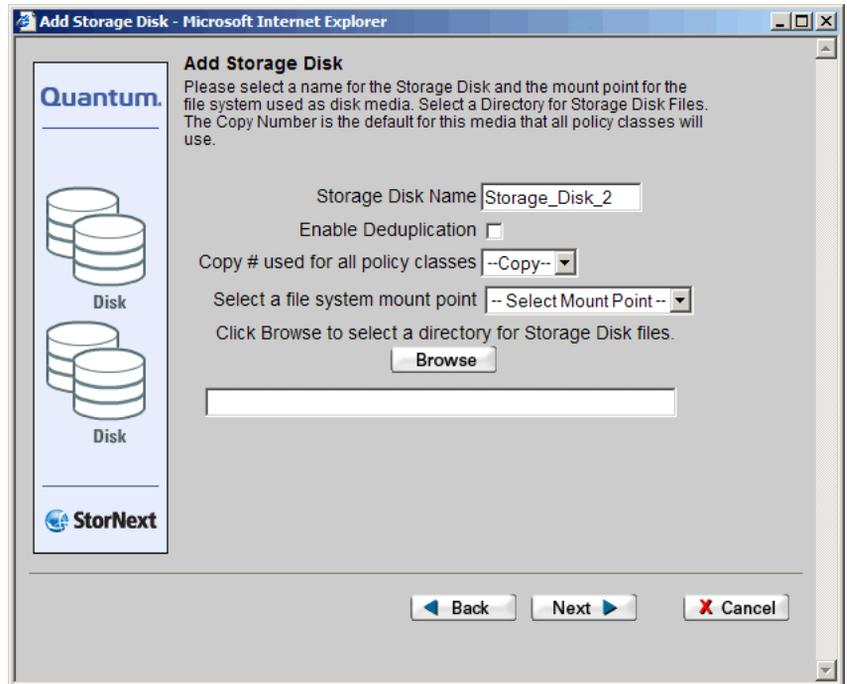 Add Storage Disk - Microsoft Internet Explorer
Quantum.
Disk
Disk
StorNext
Add Storage Disk
Please select a name for the Storage Disk and the mount point for the
file system used as disk media. Select a Directory for Storage Disk Files.
The Copy Number is the default for this media that all policy classes will
use.
Storage Disk Name Storage_Disk_2
Enable Deduplication
Copy # used for all policy classes --Copy--
Select a file system mount point -- Select Mount Point --
Click Browse to select a directory for Storage Disk files.
Browse
Back Next X Cancel